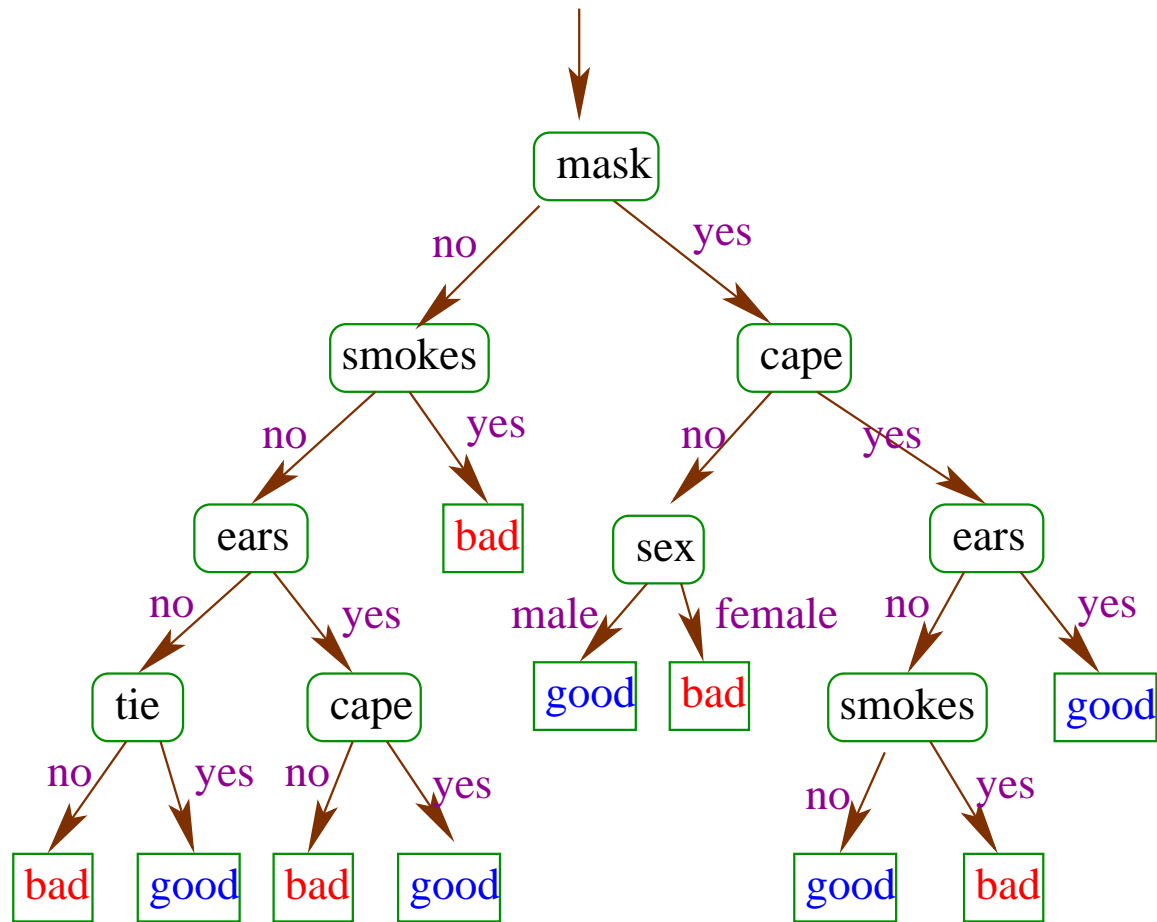 mask
no yes
smokes cape
no yes no yes
ears bad sex ears
no yes male female no yes
tie cape good bad smokes good
no yes no yes no yes
bad good bad good good bad